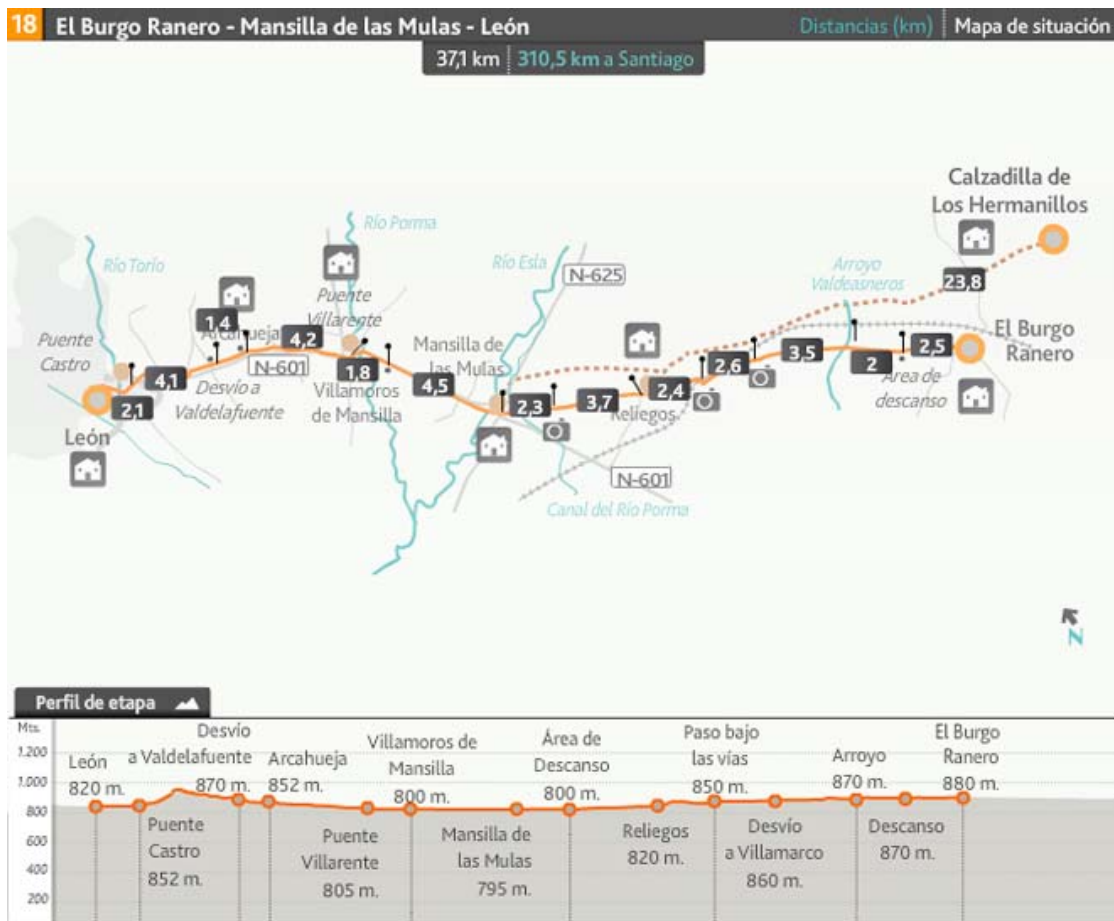 18 El Burgo Ranero - Mansilla de las Mulas - León
Distancias (km) Mapa de situación
37,1 km 310,5 km a Santiago
Calzadilla de
Los Hermanillos
23,8
Río Porma
Río Torío
Río Esla
N-625
Arroyo
Valdeasneros
Puente
Castro
1,4
Arcahueja
4,2
Puente
Villarente
Mansilla de
las Mulas
El Burgo
Ranero
4,1
N-601
1,8
4,5
2,3
3,7
2,4
2,6
3,5
2
2,5
2,1
Desvío a
Valdelafuente
Villamoros
de Mansilla
Reliegos
Area de
descanso
León
N-601
Canal del Río Porma
N
Perfil de etapa
Mts.
1.200
1.000
800
600
400
200
León
820 m.
Desvío
a Valdelafuente
870 m.
Arcahueja
852 m.
Villamoros de
Mansilla
800 m.
Área de
Descanso
800 m.
Paso bajo
las vías
850 m.
Arroyo
870 m.
El Burgo
Ranero
880 m.
Puente
Castro
852 m.
Puente
Villarente
805 m.
Mansilla de
las Mulas
795 m.
Reliegos
820 m.
Desvío
a Villamarco
860 m.
Descanso
870 m.